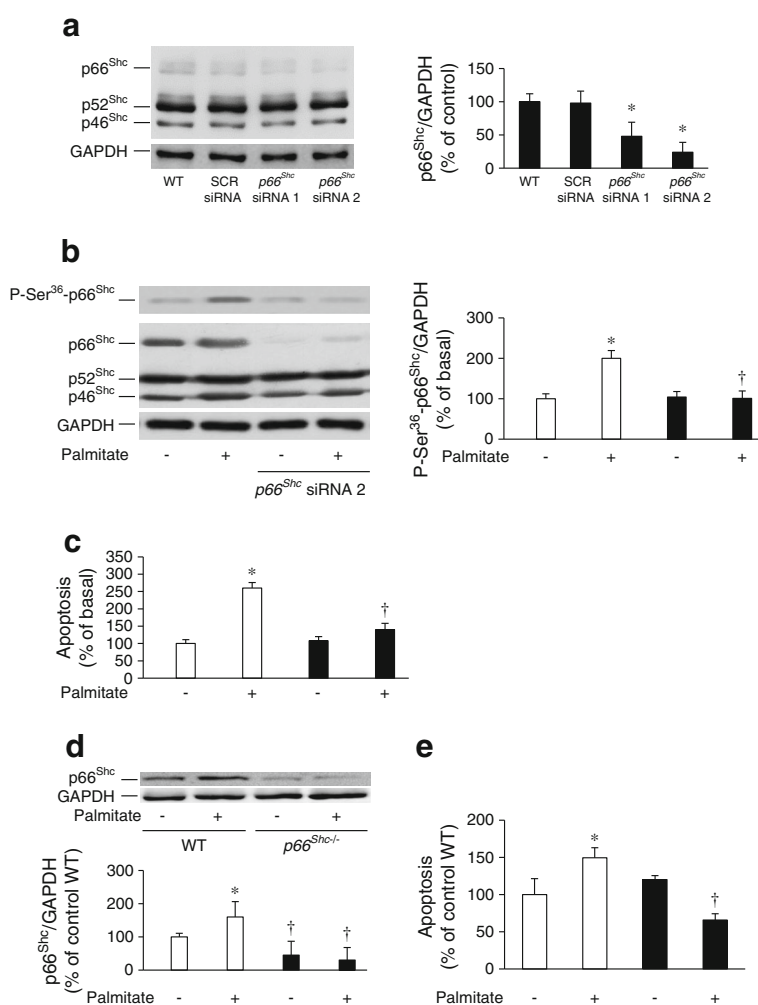 a
p66Shc
p52Shc
p46Shc
GAPDH
WT SCR siRNA p66Shc siRNA 1 p66Shc siRNA 2
p66Shc/GAPDH (% of control)
150
100
50
0
* *
WT SCR siRNA p66Shc siRNA 1 p66Shc siRNA 2
b
P-Ser36-p66Shc
p66Shc
p52Shc
p46Shc
GAPDH
Palmitate - + - +
p66Shc siRNA 2
P-Ser36-p66Shc/GAPDH (% of basal)
300
200
100
0
* †
Palmitate - + - +
c
Apoptosis (% of basal)
350
300
250
200
150
100
50
0
* †
Palmitate - + - +
d
p66Shc
GAPDH
Palmitate - + - +
WT p66Shc-/-
p66Shc/GAPDH (% of control WT)
300
200
100
0
* † †
Palmitate - + - +
e
Apoptosis (% of control WT)
150
100
50
0
* †
Palmitate - + - +